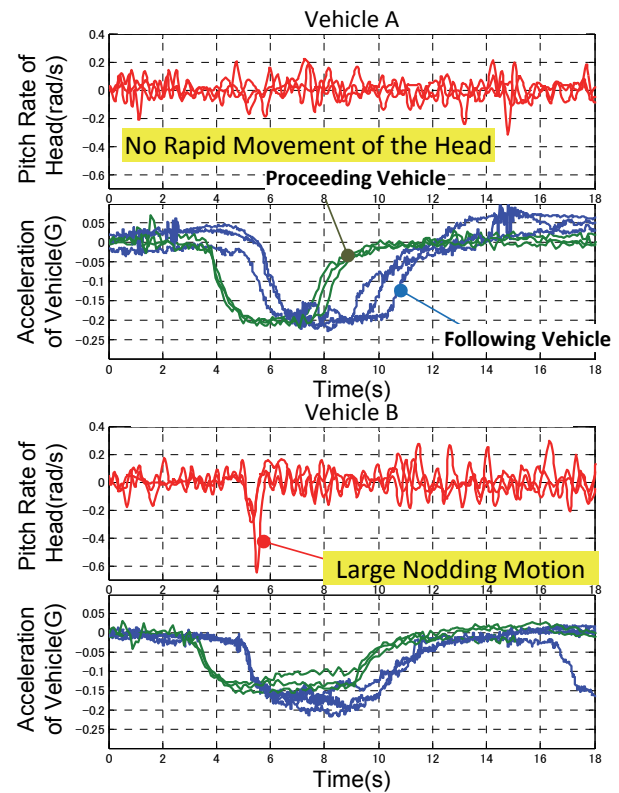 Vehicle A
Pitch Rate of
Head(rad/s)
0.4
0.2
0
−0.2
−0.4
−0.6
No Rapid Movement of the Head
0 2 4 6 8 10 12 14 16 18
Proceeding Vehicle
Acceleration
of Vehicle(G)
0.05
0
−0.05
−0.1
−0.15
−0.2
−0.25
Following Vehicle
0 2 4 6 8 10 12 14 16 18
Time(s)
Vehicle B
Pitch Rate of
Head(rad/s)
0.4
0.2
0
−0.2
−0.4
−0.6
Large Nodding Motion
0 2 4 6 8 10 12 14 16 18
Acceleration
of Vehicle(G)
0.05
0
−0.05
−0.1
−0.15
−0.2
−0.25
0 2 4 6 8 10 12 14 16 18
Time(s)